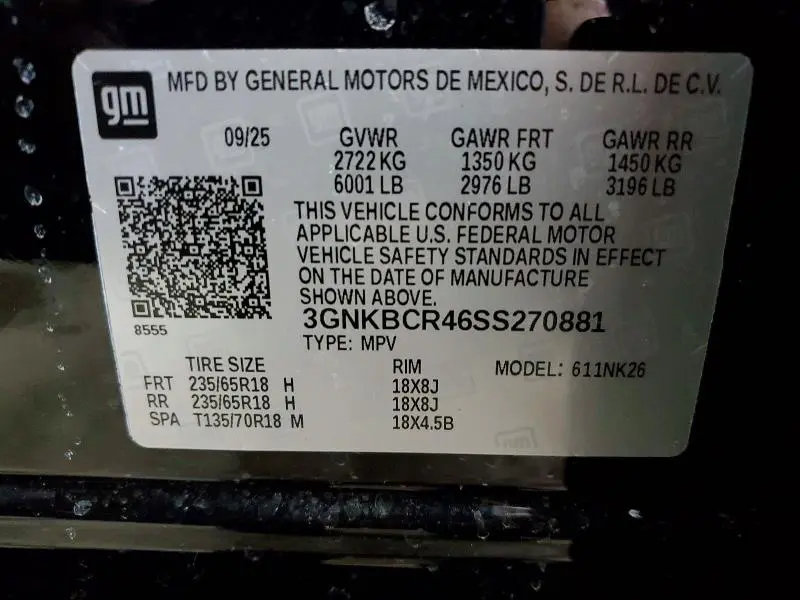 gm
MFD BY GENERAL MOTORS DE MEXICO, S. DE R.L. DE C.V.
09/25 GVWR GAWR FRT GAWR RR
2722 KG 1350 KG 1450 KG
6001 LB 2976 LB 3196 LB
THIS VEHICLE CONFORMS TO ALL
APPLICABLE U.S. FEDERAL MOTOR
VEHICLE SAFETY STANDARDS IN EFFECT
ON THE DATE OF MANUFACTURE
SHOWN ABOVE.
8555
3GNKBCR46SS270881
TYPE: MPV
TIRE SIZE RIM MODEL: 611NK26
FRT 235/65R18 H 18X8J
RR 235/65R18 H 18X8J
SPA T135/70R18 M 18X4.5B